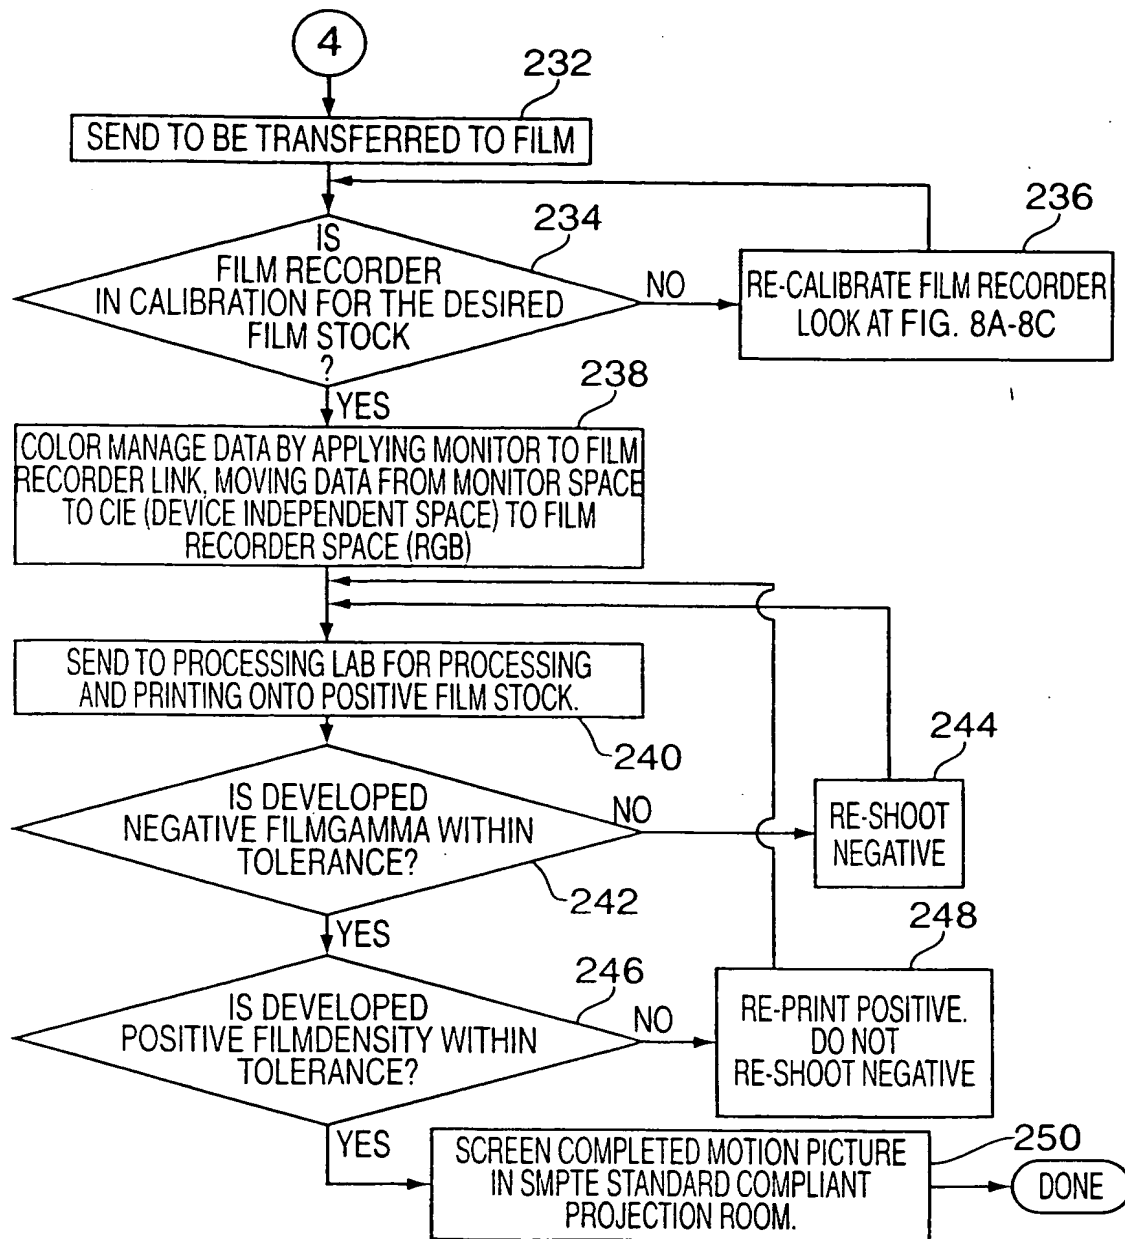 4
232
SEND TO BE TRANSFERRED TO FILM
234
IS
FILM RECORDER
IN CALIBRATION FOR THE DESIRED
FILM STOCK
?
NO
236
RE-CALIBRATE FILM RECORDER
LOOK AT FIG. 8A-8C
YES
238
COLOR MANAGE DATA BY APPLYING MONITOR TO FILM
RECORDER LINK, MOVING DATA FROM MONITOR SPACE
TO CIE (DEVICE INDEPENDENT SPACE) TO FILM
RECORDER SPACE (RGB)
SEND TO PROCESSING LAB FOR PROCESSING
AND PRINTING ONTO POSITIVE FILM STOCK.
240
IS DEVELOPED
NEGATIVE FILMGAMMA WITHIN
TOLERANCE?
242
NO
244
RE-SHOOT
NEGATIVE
YES
246
IS DEVELOPED
POSITIVE FILMDENSITY WITHIN
TOLERANCE?
NO
248
RE-PRINT POSITIVE.
DO NOT
RE-SHOOT NEGATIVE
YES
250
SCREEN COMPLETED MOTION PICTURE
IN SMPTE STANDARD COMPLIANT
PROJECTION ROOM.
DONE